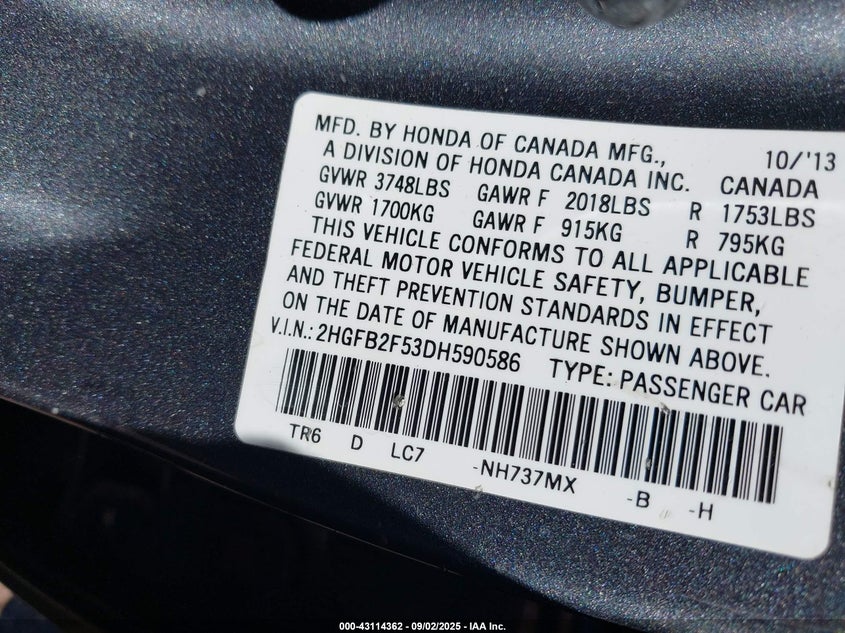 MFD. BY HONDA OF CANADA MFG., 10/'13
A DIVISION OF HONDA CANADA INC. CANADA
GVWR 3748LBS GAWR F 2018LBS R 1753LBS
GVWR 1700KG GAWR F 915KG R 795KG
THIS VEHICLE CONFORMS TO ALL APPLICABLE
FEDERAL MOTOR VEHICLE SAFETY, BUMPER,
AND THEFT PREVENTION STANDARDS IN EFFECT
ON THE DATE OF MANUFACTURE SHOWN ABOVE.
V.I.N.: 2HGFB2F53DH590586 TYPE: PASSENGER CAR
TR6 D LC7 -NH737MX -B -H
000-43114362 - 09/02/2025 - IAA Inc.